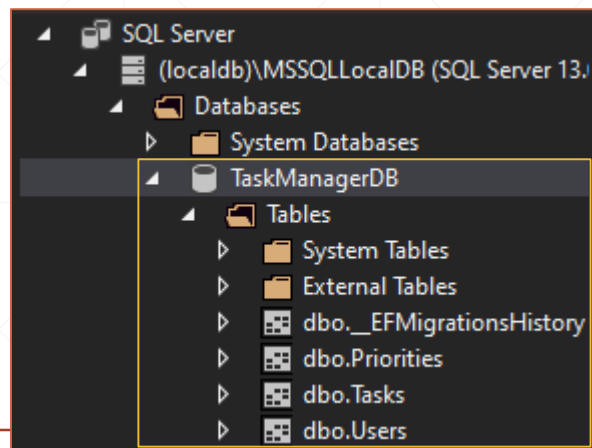 SQL Server
(localdb)\MSSQLLocalDB (SQL Server 13.
Databases
System Databases
TaskManagerDB
Tables
System Tables
External Tables
dbo.__EFMigrationsHistory
dbo.Priorities
dbo.Tasks
dbo.Users